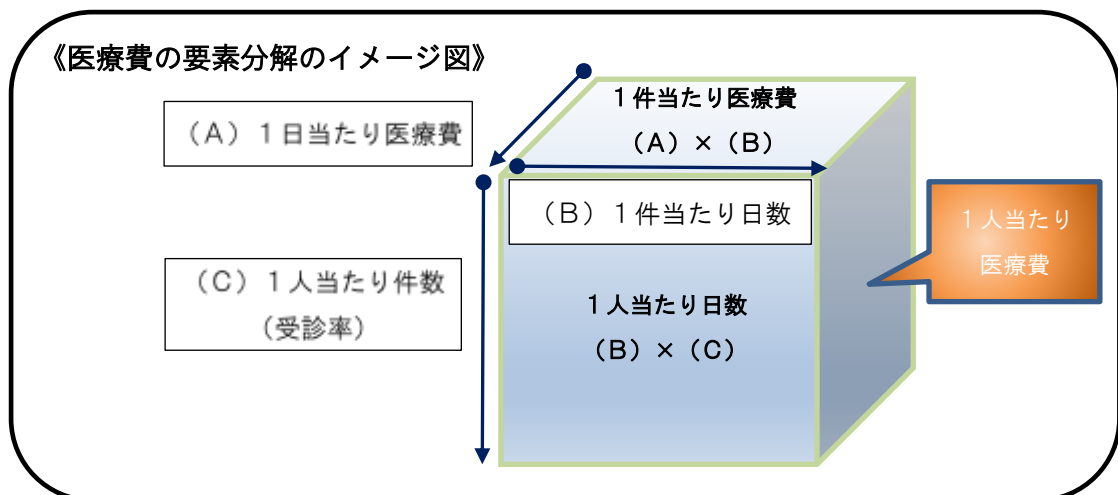 《医療費の要素分解のイメージ図》
１件当たり医療費
（Ａ）×（Ｂ）
（Ａ）１日当たり医療費
（Ｂ）１件当たり日数
１人当たり
医療費
（Ｃ）１人当たり件数
（受診率）
１人当たり日数
（Ｂ）×（Ｃ）